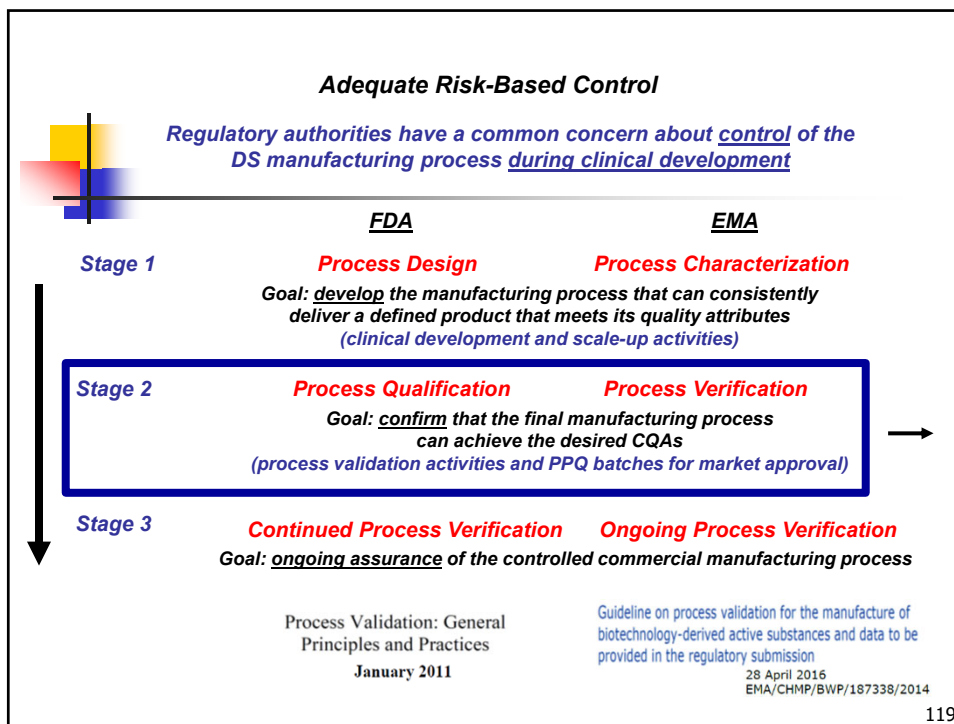 Adequate Risk-Based Control
Regulatory authorities have a common concern about control of the
DS manufacturing process during clinical development
FDA EMA
Stage 1 Process Design Process Characterization
Goal: develop the manufacturing process that can consistently
deliver a defined product that meets its quality attributes
(clinical development and scale-up activities)
Stage 2 Process Qualification Process Verification
Goal: confirm that the final manufacturing process
can achieve the desired CQAs
(process validation activities and PPQ batches for market approval)
Stage 3 Continued Process Verification Ongoing Process Verification
Goal: ongoing assurance of the controlled commercial manufacturing process
Process Validation: General
Principles and Practices
January 2011
Guideline on process validation for the manufacture of
biotechnology-derived active substances and data to be
provided in the regulatory submission
28 April 2016
EMA/CHMP/BWP/187338/2014
119